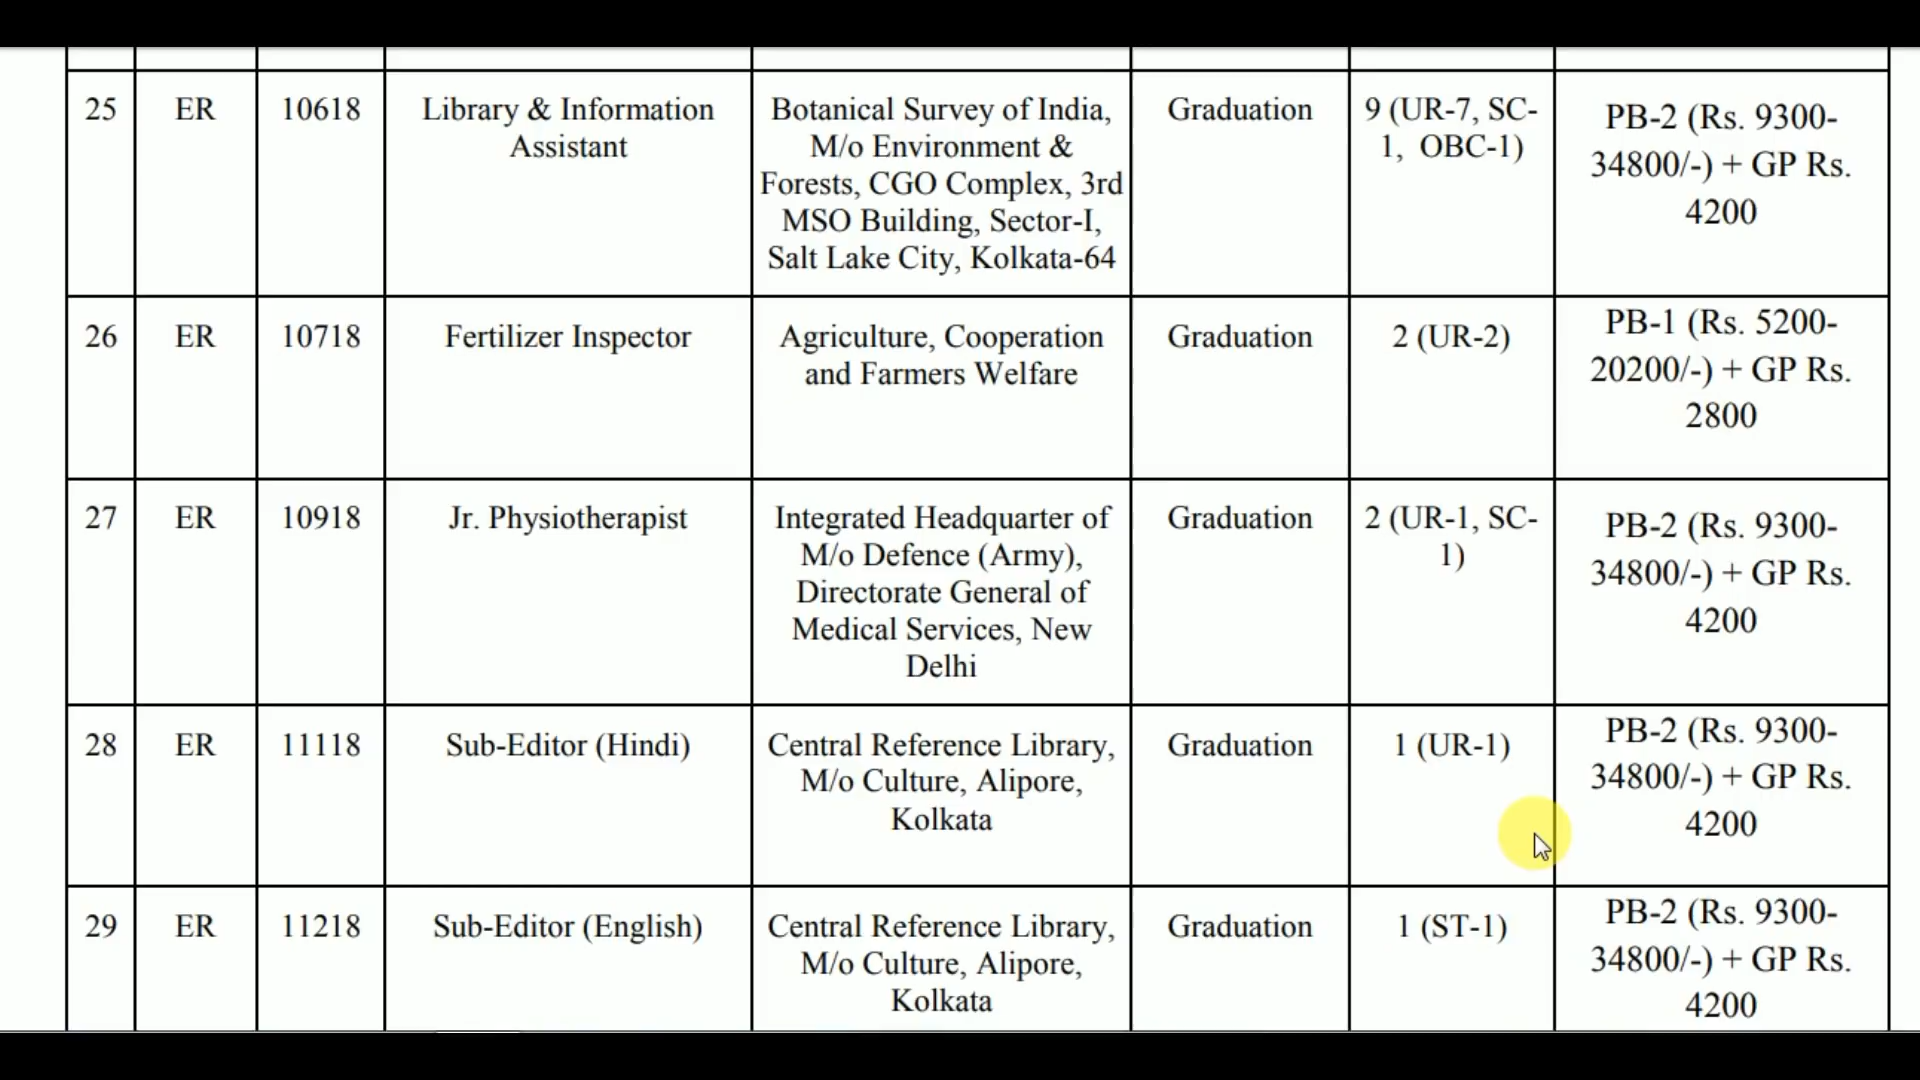 25 ER 10618 Library & Information Assistant Botanical Survey of India, M/o Environment & Forests, CGO Complex, 3rd MSO Building, Sector-I, Salt Lake City, Kolkata-64 Graduation 9 (UR-7, SC-1, OBC-1) PB-2 (Rs. 9300-34800/-) + GP Rs. 4200
26 ER 10718 Fertilizer Inspector Agriculture, Cooperation and Farmers Welfare Graduation 2 (UR-2) PB-1 (Rs. 5200-20200/-) + GP Rs. 2800
27 ER 10918 Jr. Physiotherapist Integrated Headquarter of M/o Defence (Army), Directorate General of Medical Services, New Delhi Graduation 2 (UR-1, SC-1) PB-2 (Rs. 9300-34800/-) + GP Rs. 4200
28 ER 11118 Sub-Editor (Hindi) Central Reference Library, M/o Culture, Alipore, Kolkata Graduation 1 (UR-1) PB-2 (Rs. 9300-34800/-) + GP Rs. 4200
29 ER 11218 Sub-Editor (English) Central Reference Library, M/o Culture, Alipore, Kolkata Graduation 1 (ST-1) PB-2 (Rs. 9300-34800/-) + GP Rs. 4200